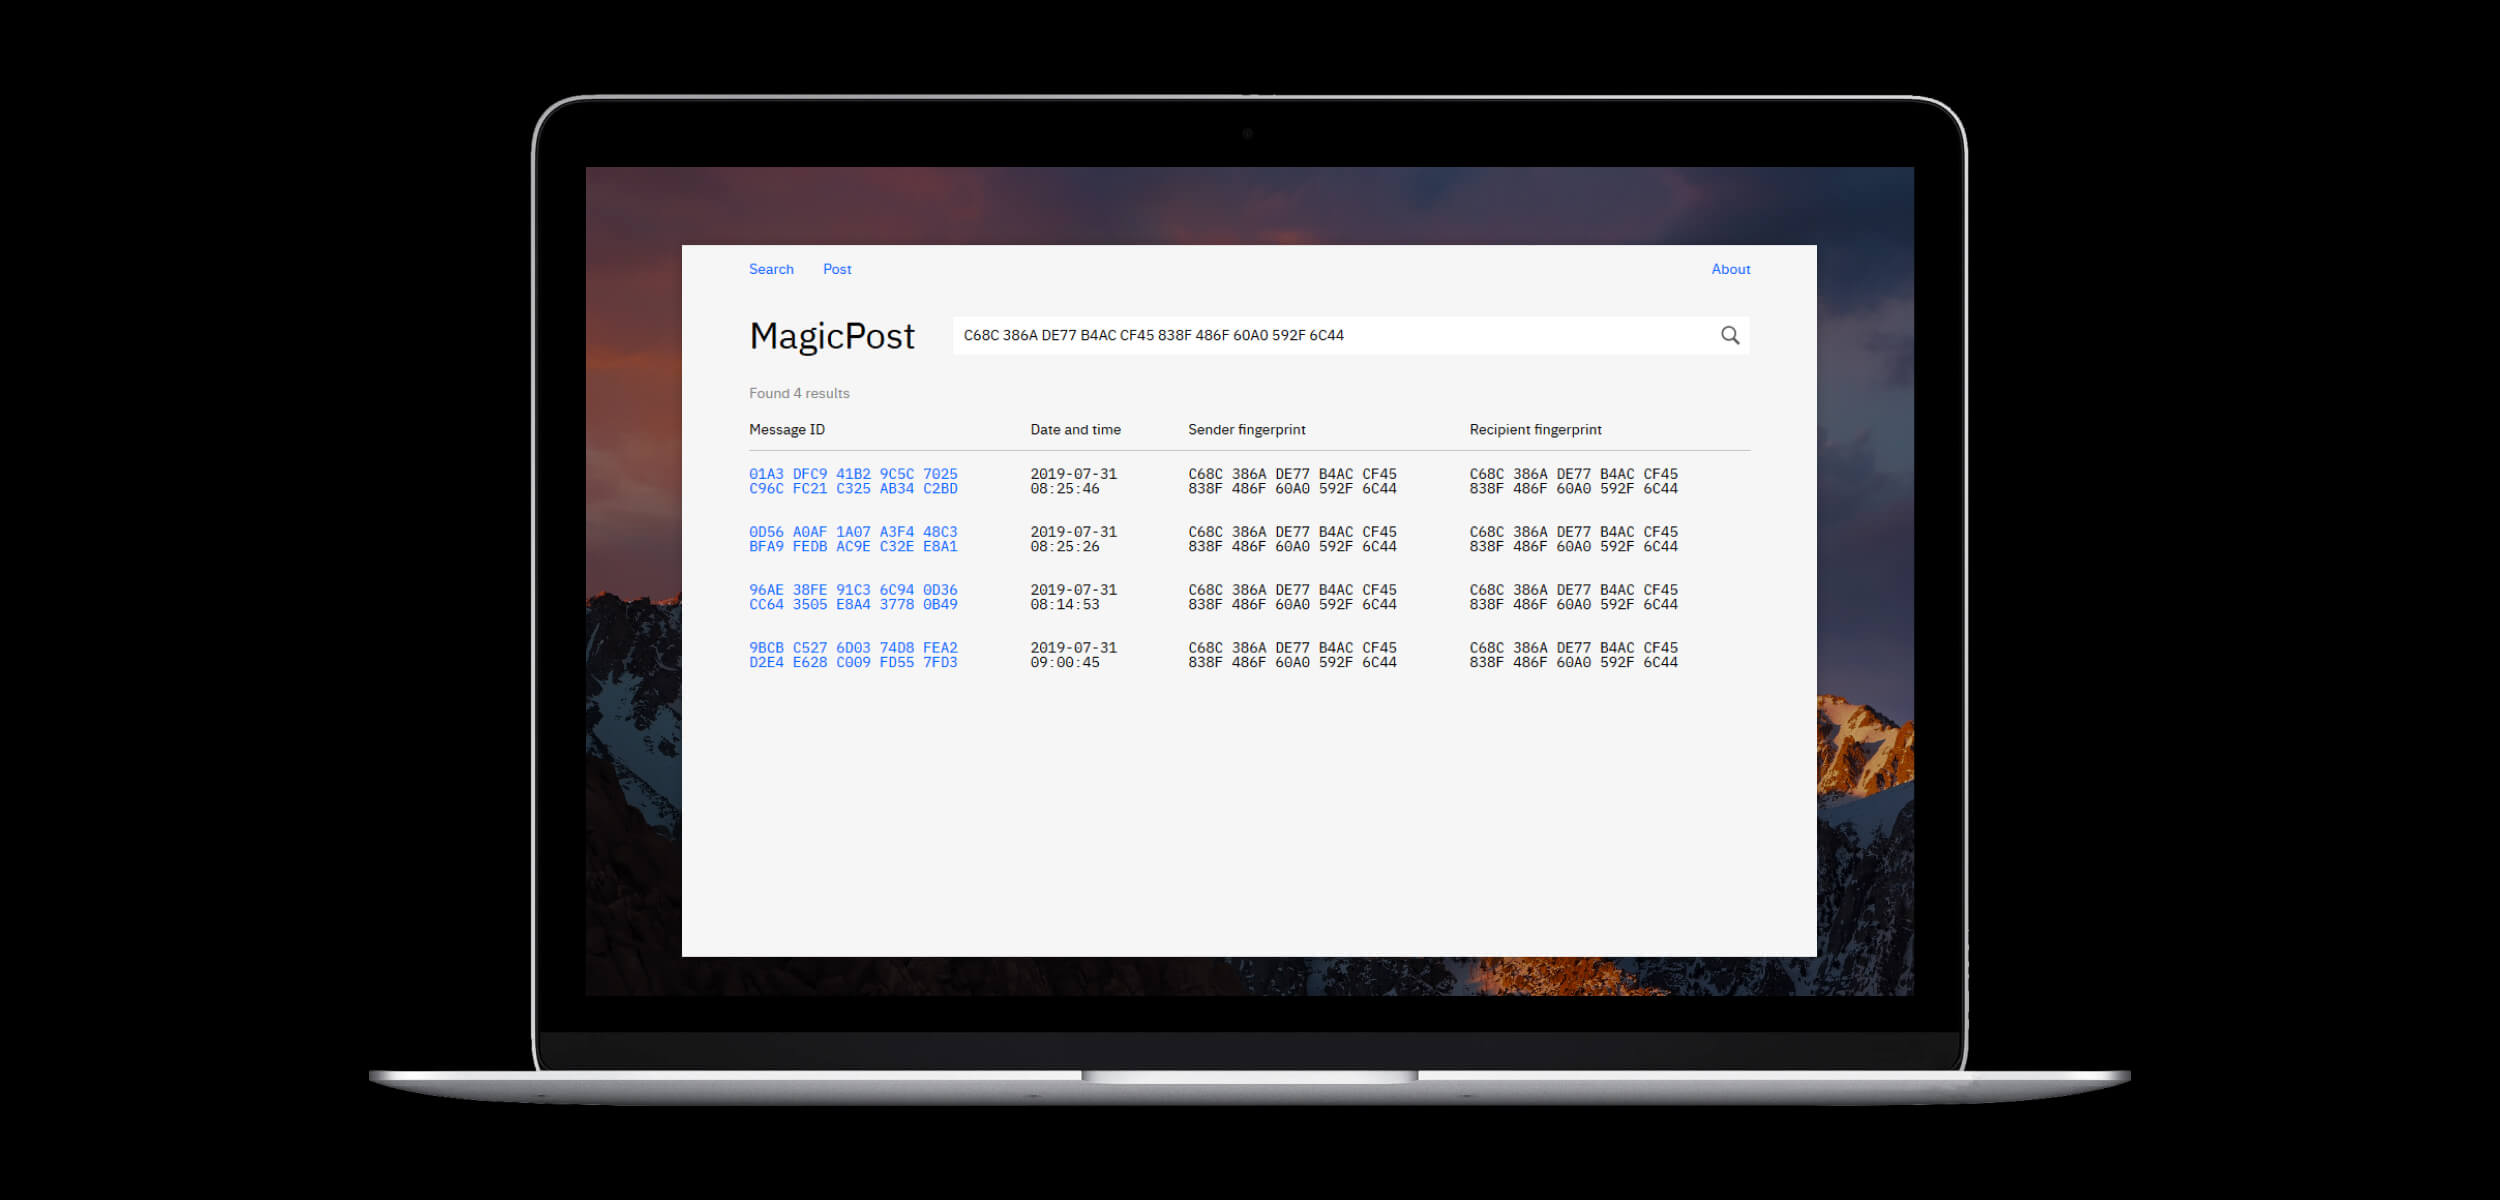 Search Post About
MagicPost C68C 386A DE77 B4AC CF45 838F 486F 60A0 592F 6C44
Found 4 results
Message ID Date and time Sender fingerprint Recipient fingerprint
01A3 DFC9 41B2 9C5C 7025 2019-07-31 C68C 386A DE77 B4AC CF45 C68C 386A DE77 B4AC CF45
C96C FC21 C325 AB34 C2BD 08:25:46 838F 486F 60A0 592F 6C44 838F 486F 60A0 592F 6C44
0D56 A0AF 1A07 A3F4 48C3 2019-07-31 C68C 386A DE77 B4AC CF45 C68C 386A DE77 B4AC CF45
BFA9 FEDB AC9E C32E E8A1 08:25:26 838F 486F 60A0 592F 6C44 838F 486F 60A0 592F 6C44
96AE 38FE 91C3 6C94 0D36 2019-07-31 C68C 386A DE77 B4AC CF45 C68C 386A DE77 B4AC CF45
CC64 3505 E8A4 3778 0B49 08:14:53 838F 486F 60A0 592F 6C44 838F 486F 60A0 592F 6C44
9BCB C527 6D03 74D8 FEA2 2019-07-31 C68C 386A DE77 B4AC CF45 C68C 386A DE77 B4AC CF45
D2E4 E628 C009 FD55 7FD3 09:00:45 838F 486F 60A0 592F 6C44 838F 486F 60A0 592F 6C44